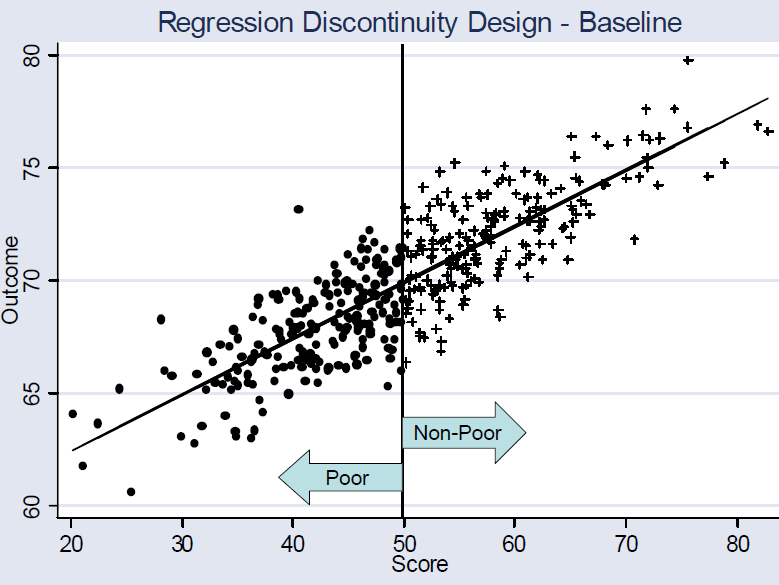 Regression Discontinuity Design - Baseline
80
75
70
65
60
Outcome
Non-Poor
Poor
20 30 40 50 60 70 80
Score